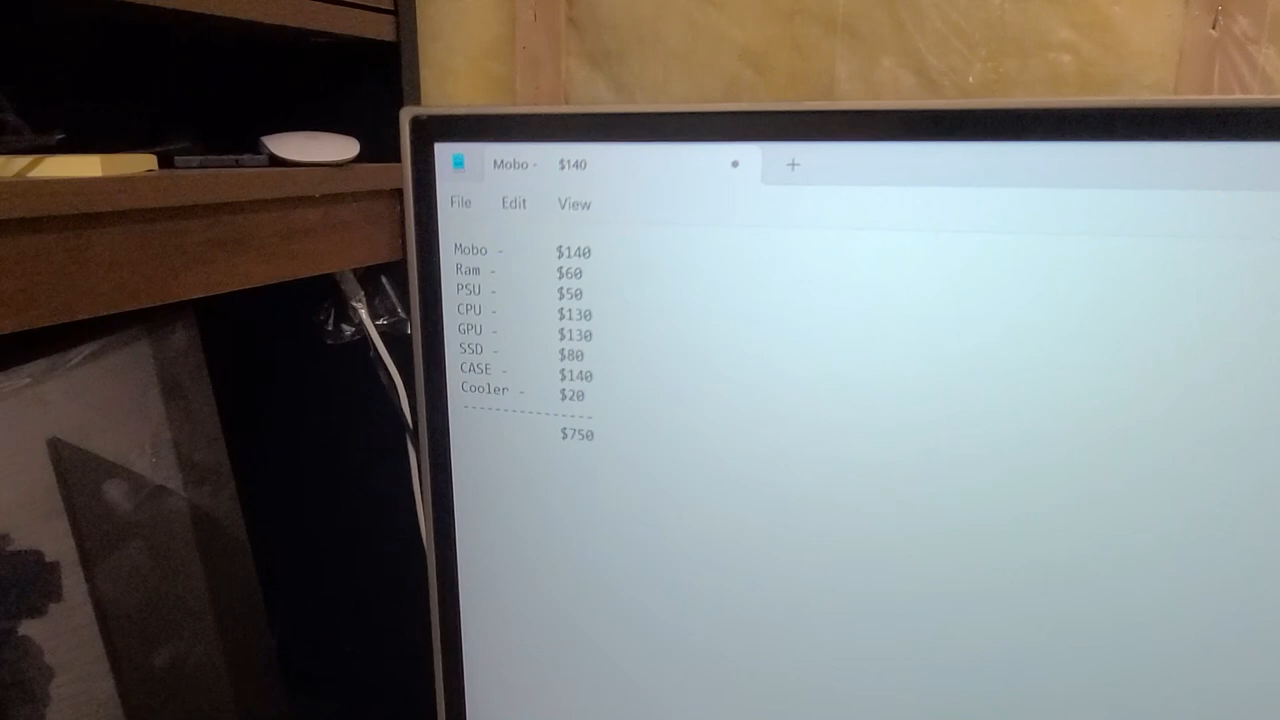 Mobo - $140
File Edit View
Mobo - $140
Ram - $60
PSU - $50
CPU - $130
GPU - $130
SSD - $80
CASE - $140
Cooler - $20
--------------------
$750